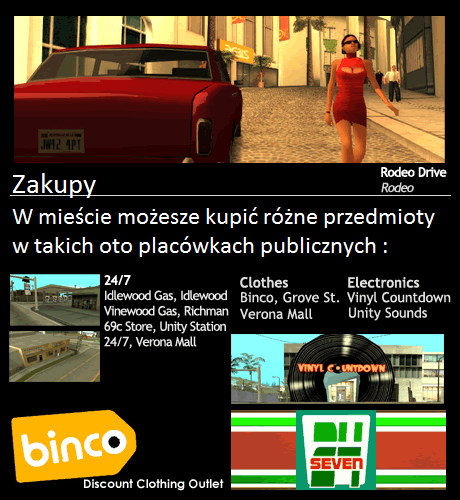 Rodeo Drive
Rodeo
Zakupy
W mieście możesze kupić różne przedmioty
w takich oto placówkach publicznych :
24/7
Idlewood Gas, Idlewood
Vinewood Gas, Richman
69c Store, Unity Station
24/7, Verona Mall
Clothes
Binco, Grove St.
Verona Mall
Electronics
Vinyl Countdown
Unity Sounds
VINYL COUNTDOWN
SEVEN
binco
Discount Clothing Outlet